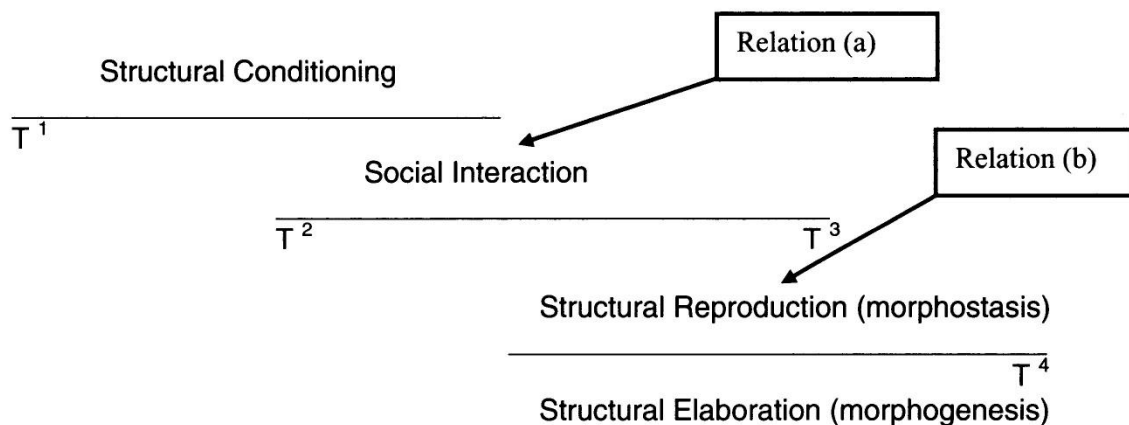 Relation (a)
Structural Conditioning
T 1
Relation (b)
Social Interaction
T 2
T 3
Structural Reproduction (morphostasis)
T 4
Structural Elaboration (morphogenesis)